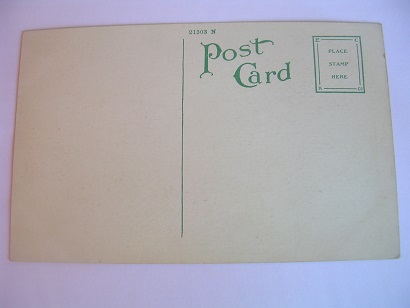 21303 N
Post
Card
PLACE
STAMP
HERE